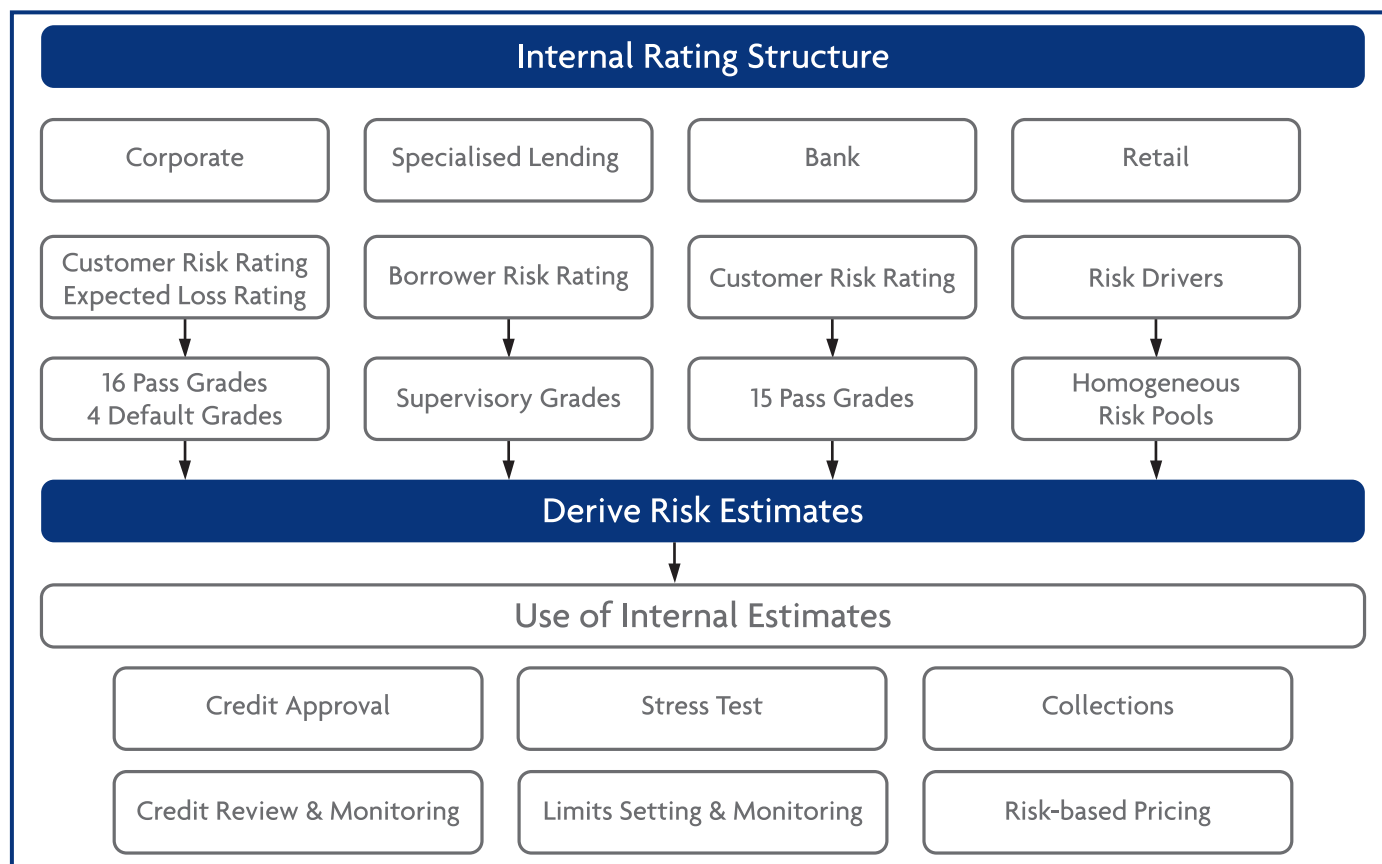 Internal Rating Structure
Corporate
Specialised Lending
Bank
Retail
Customer Risk Rating
Expected Loss Rating
Borrower Risk Rating
Customer Risk Rating
Risk Drivers
16 Pass Grades
4 Default Grades
Supervisory Grades
15 Pass Grades
Homogeneous
Risk Pools
Derive Risk Estimates
Use of Internal Estimates
Credit Approval
Stress Test
Collections
Credit Review & Monitoring
Limits Setting & Monitoring
Risk-based Pricing